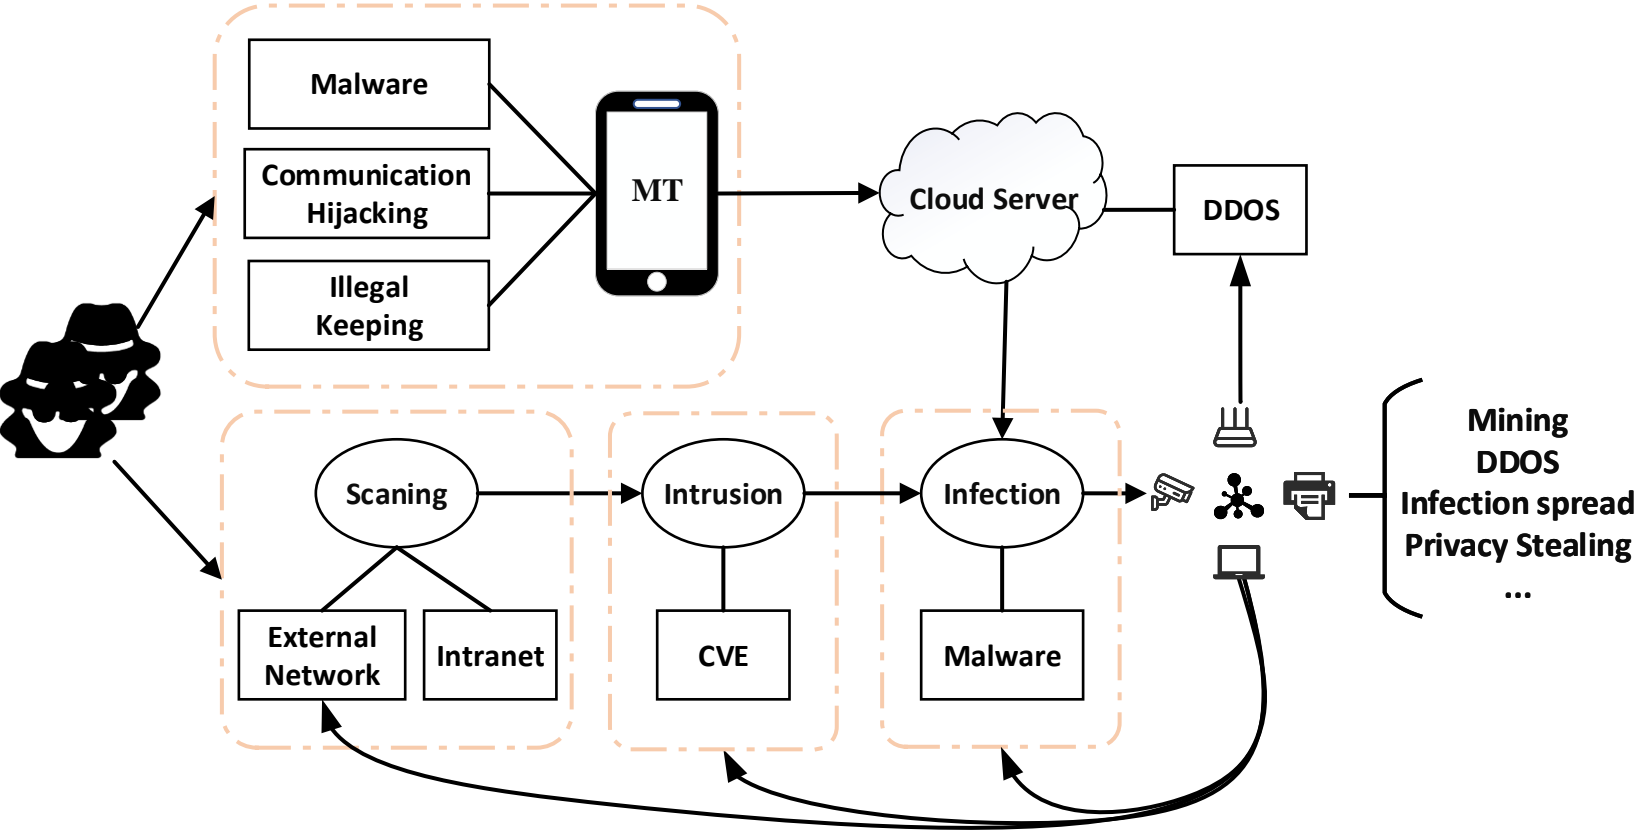 Malware
Communication
Hijacking
Illegal
Keeping
MT
Cloud Server
DDOS
Scaning
Intrusion
Infection
External
Network
Intranet
CVE
Malware
Mining
DDOS
Infection spread
Privacy Stealing
...